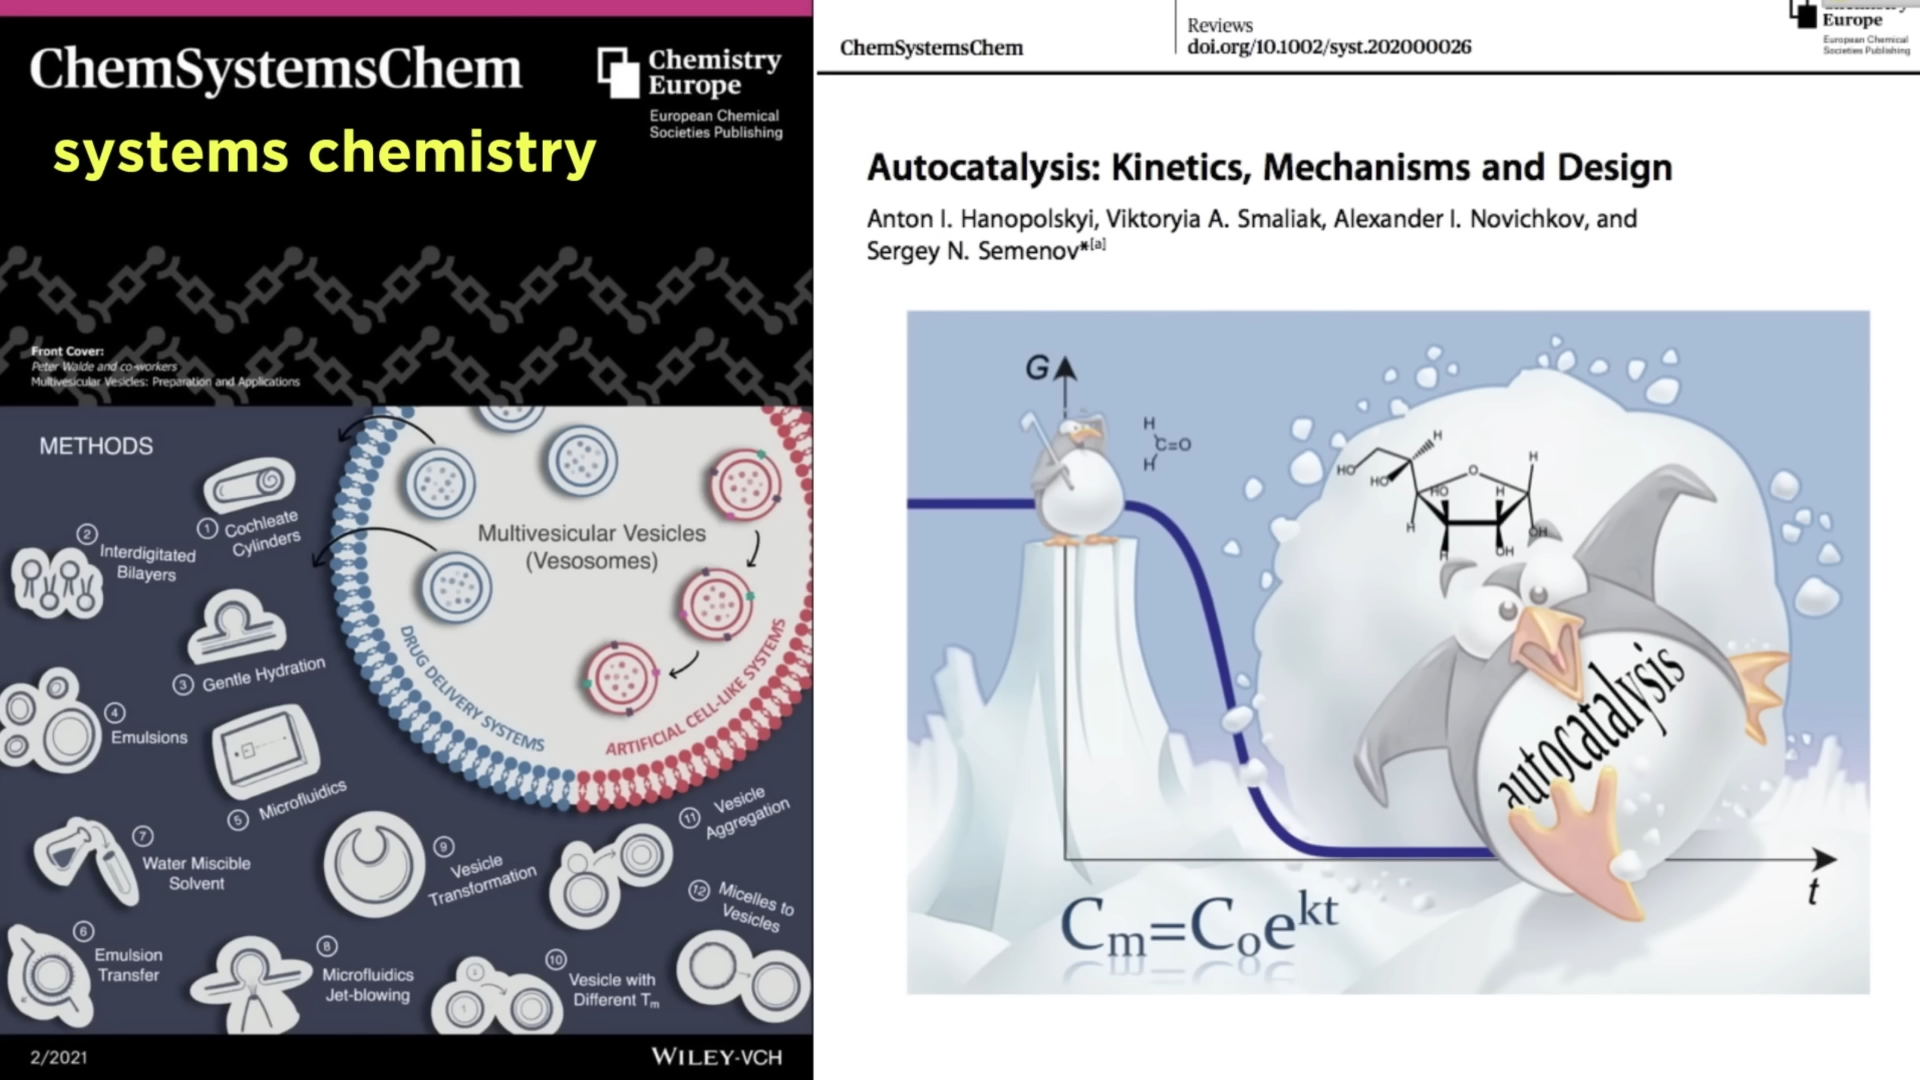 ChemSystemsChem
Chemistry
Europe
European Chemical
Societies Publishing
systems chemistry
Front Cover:
Peter Walde and co-workers
Multivesicular Vesicles: Preparation and Applications
METHODS
1 Cochleate
Cylinders
2 Interdigitated
Bilayers
3 Gentle Hydration
4 Emulsions
5 Microfluidics
7 Water Miscible
Solvent
9 Vesicle
Transformation
11 Vesicle
Aggregation
12 Micelles to
Vesicles
6 Emulsion
Transfer
8 Microfluidics
Jet-blowing
10 Vesicle with
Different Tm
Multivesicular Vesicles
(Vesosomes)
DRUG DELIVERY SYSTEMS
ARTIFICIAL CELL-LIKE SYSTEMS
2/2021
WILEY-VCH
ChemSystemsChem
Reviews
doi.org/10.1002/syst.202000026
Europe
European Chemical
Societies Publishing
Autocatalysis: Kinetics, Mechanisms and Design
Anton I. Hanopolskyi, Viktoryia A. Smaliak, Alexander I. Novichkov, and
Sergey N. Semenov*[a]
G
H
C=O
H
H
HO
HO
O
H
HO
H
H
H
OH
OH
autocatalysis
t
Cm=Coe^kt